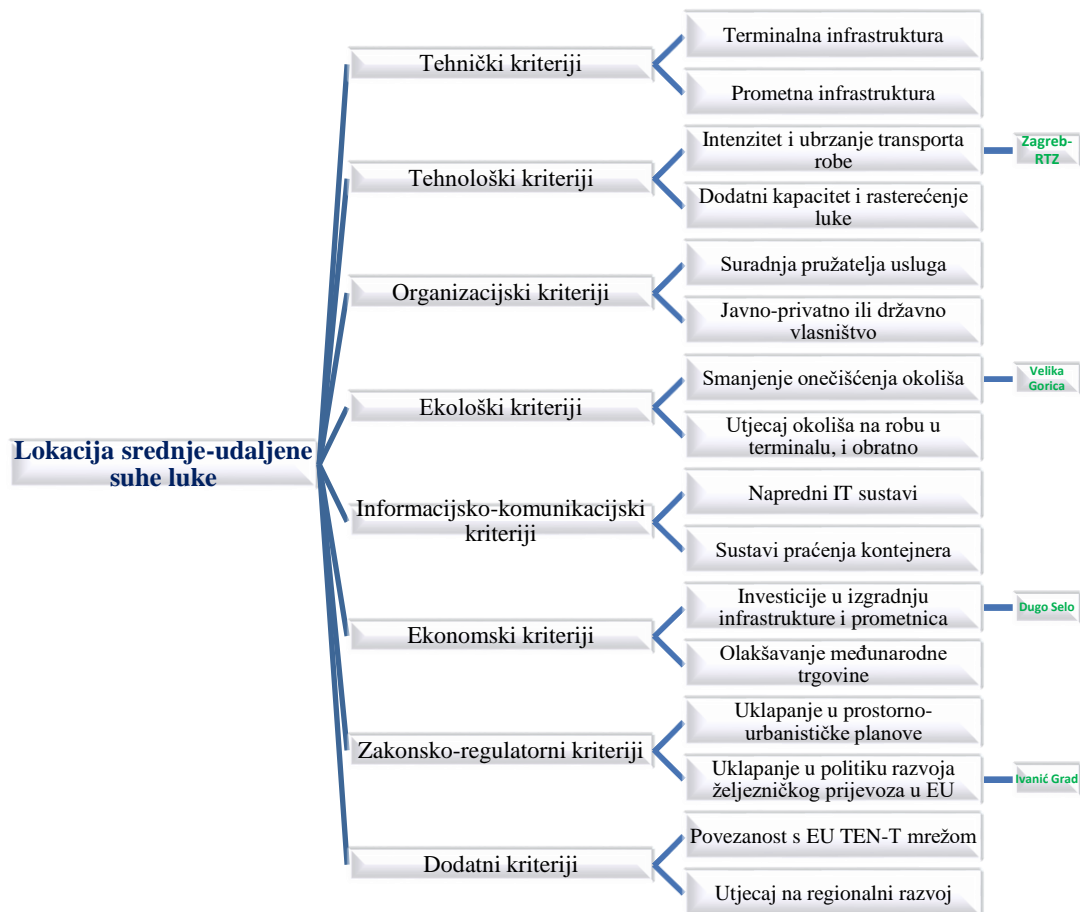 Lokacija srednje-udaljene
suhe luke
Tehnički kriteriji
Terminalna infrastruktura
Prometna infrastruktura
Tehnološki kriteriji
Intenzitet i ubrzanje transporta
robe
Zagreb-
RTZ
Dodatni kapacitet i rasterećenje
luke
Organizacijski kriteriji
Suradnja pružatelja usluga
Javno-privatno ili državno
vlasništvo
Ekološki kriteriji
Smanjenje onečišćenja okoliša
Velika
Gorica
Utjecaj okoliša na robu u
terminalu, i obratno
Informacijsko-komunikacijski
kriteriji
Napredni IT sustavi
Sustavi praćenja kontejnera
Ekonomski kriteriji
Investicije u izgradnju
infrastrukture i prometnica
Dugo Selo
Olakšavanje međunarodne
trgovine
Zakonsko-regulatorni kriteriji
Uklapanje u prostorno-
urbanističke planove
Uklapanje u politiku razvoja
željezničkog prijevoza u EU
Ivanić Grad
Dodatni kriteriji
Povezanost s EU TEN-T mrežom
Utjecaj na regionalni razvoj